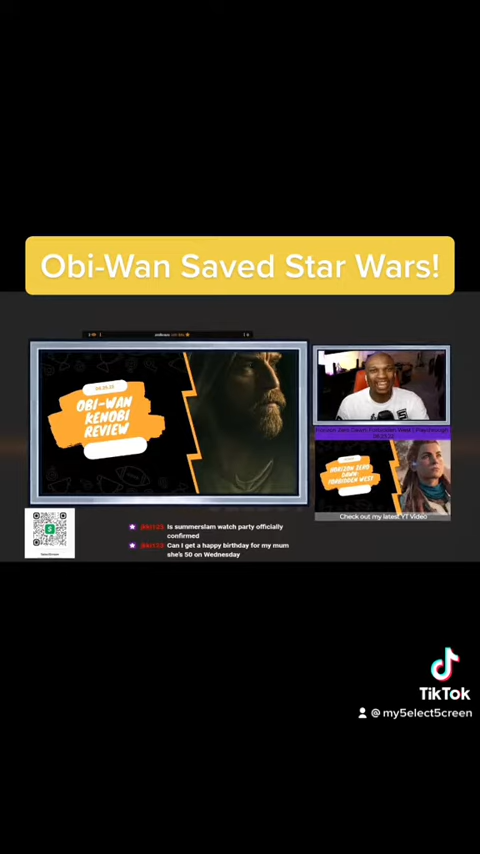 Obi-Wan Saved Star Wars!
OBI-WAN
KENOBI
REVIEW
HORIZON ZERO
DAWN:
FORBIDDEN WEST
Check out my latest YT Video
Is summerslam watch party officially
confirmed
Can I get a happy birthday for my mum
she's 50 on Wednesday
TikTok
@my5elect5creen